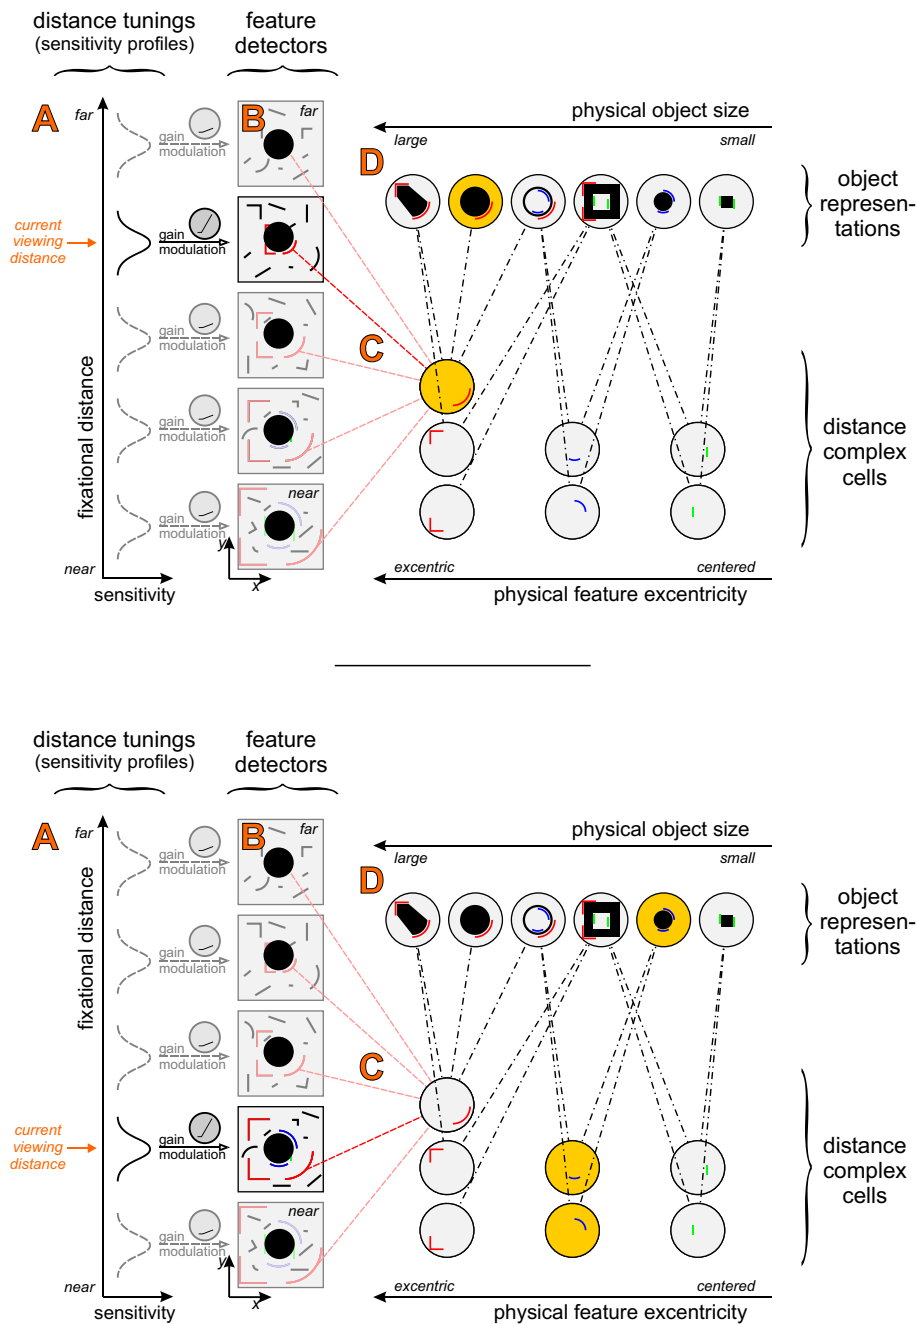 distance tunings
(sensitivity profiles)
feature
detectors
A
far
B
far
gain
modulation
physical object size
large
small
D
object
represen-
tations
current
viewing
distance
gain
modulation
gain
modulation
C
fixational distance
gain
modulation
distance
complex
cells
near
gain
modulation
y
near
sensitivity
x
excentric
centered
physical feature excentricity
distance tunings
(sensitivity profiles)
feature
detectors
A
far
B
far
gain
modulation
physical object size
large
small
D
object
represen-
tations
fixational distance
gain
modulation
gain
modulation
C
current
viewing
distance
gain
modulation
distance
complex
cells
near
gain
modulation
y
near
sensitivity
x
excentric
centered
physical feature excentricity